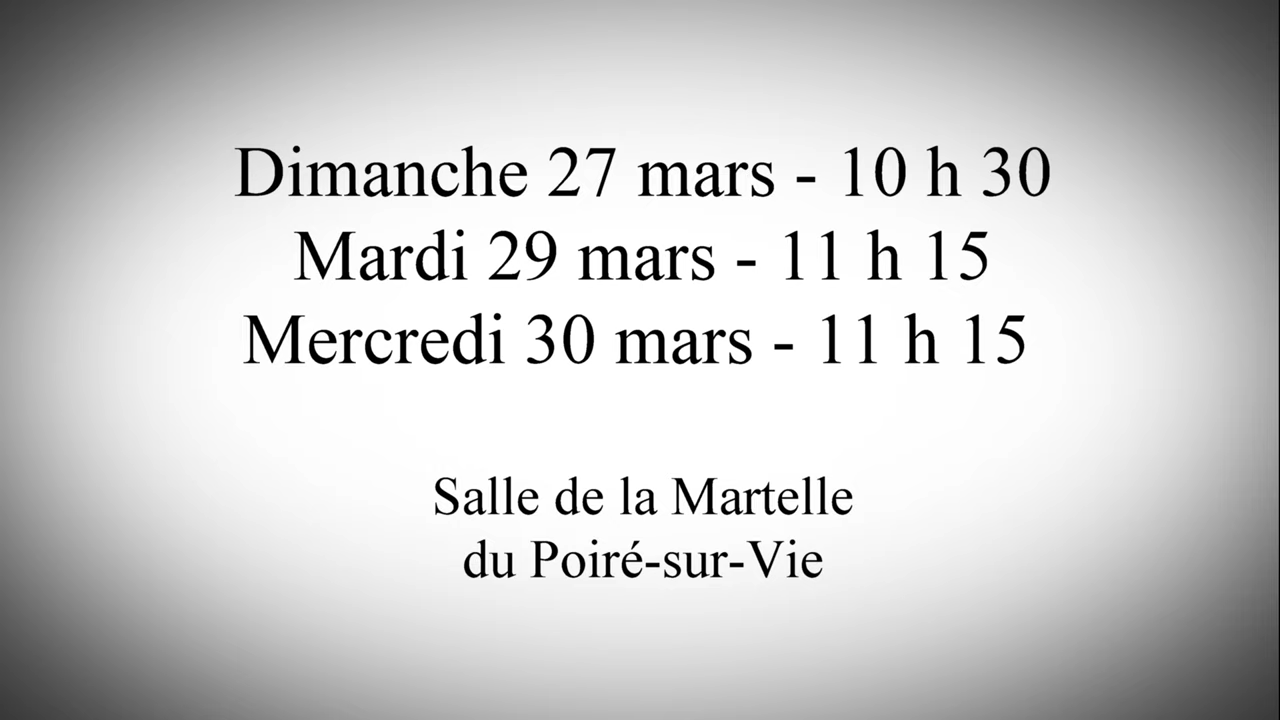 Dimanche 27 mars - 10 h 30
Mardi 29 mars - 11 h 15
Mercredi 30 mars - 11 h 15
Salle de la Martelle
du Poiré-sur-Vie